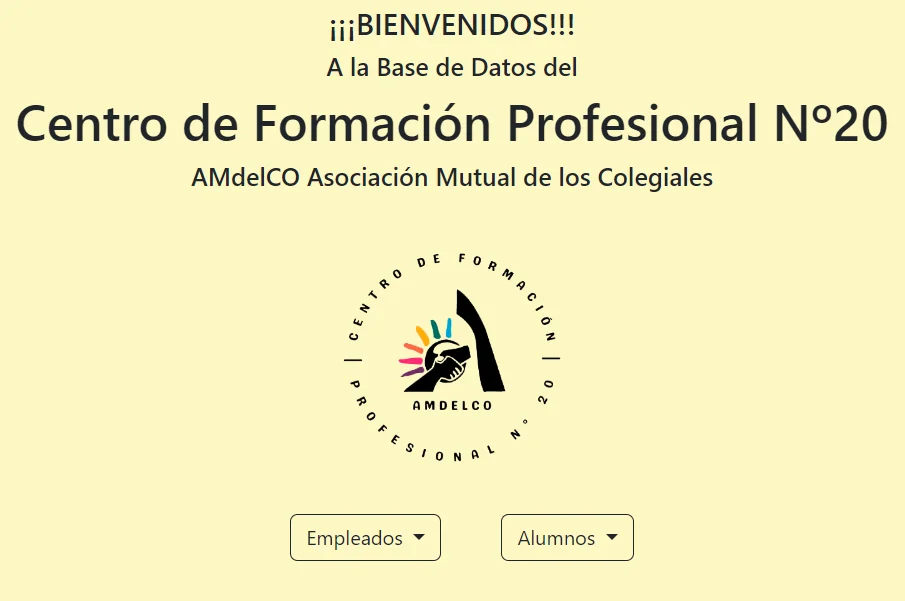 ¡¡¡BIENVENIDOS!!!
A la Base de Datos del
Centro de Formación Profesional Nº20
AMdelCO Asociación Mutual de los Colegiales
| CENTRO DE FORMACIÓN |
AMDELCO
PROFESIONAL N° 20
Empleados
Alumnos